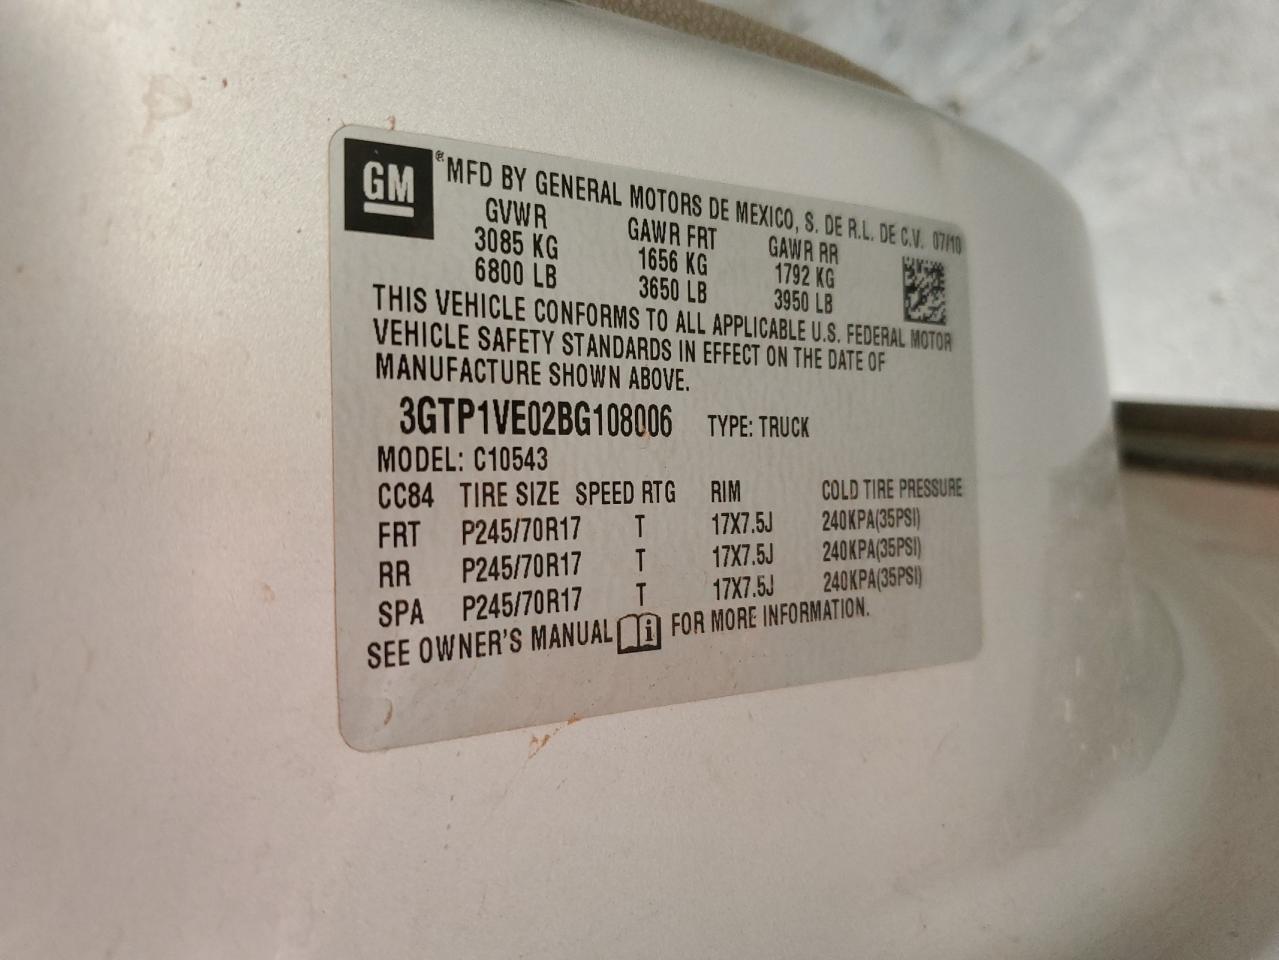 GM® MFD BY GENERAL MOTORS DE MEXICO, S. DE R.L. DE C.V. 07/10
GVWR GAWR FRT GAWR RR
3085 KG 1656 KG 1792 KG
6800 LB 3650 LB 3950 LB
THIS VEHICLE CONFORMS TO ALL APPLICABLE U.S. FEDERAL MOTOR
VEHICLE SAFETY STANDARDS IN EFFECT ON THE DATE OF
MANUFACTURE SHOWN ABOVE.
3GTP1VE02BG108006 TYPE: TRUCK
MODEL: C10543
CC84 TIRE SIZE SPEED RTG RIM COLD TIRE PRESSURE
FRT P245/70R17 T 17X7.5J 240KPA(35PSI)
RR P245/70R17 T 17X7.5J 240KPA(35PSI)
SPA P245/70R17 T 17X7.5J 240KPA(35PSI)
SEE OWNER'S MANUAL i FOR MORE INFORMATION.